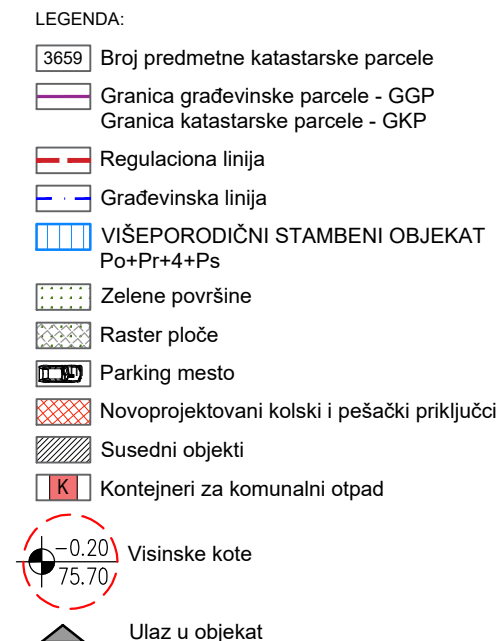 LEGENDA:
3659 Broj predmetne katastarske parcele
Granica građevinske parcele - GGP
Granica katastarske parcele - GKP
Regulaciona linija
Građevinska linija
VIŠEPORODIČNI STAMBENI OBJEKAT
Po+Pr+4+Ps
Zelene površine
Raster ploče
Parking mesto
Novoprojektovani kolski i pešački priključci
Susedni objekti
K Kontejneri za komunalni otpad
-0.20
Visinske kote
75.70
Ulaz u objekat